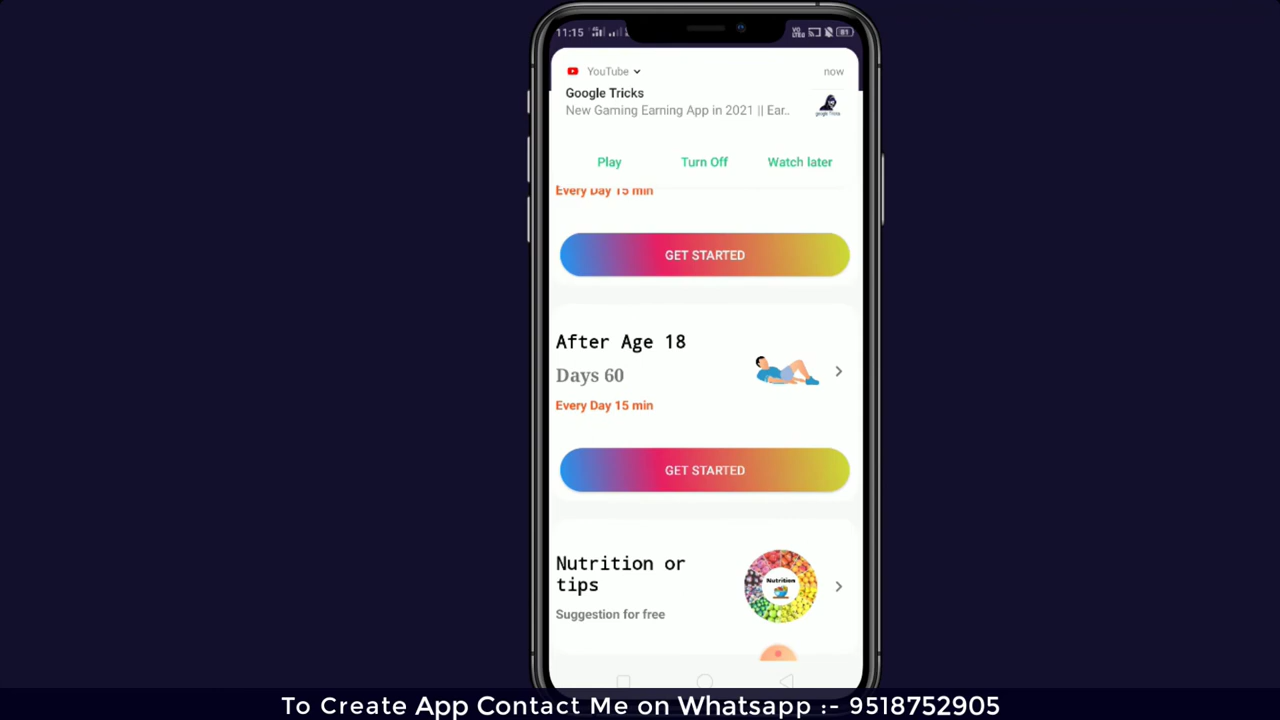 11:15
YouTube
now
Google Tricks
New Gaming Earning App in 2021 || Ear..
Play
Turn Off
Watch later
Every Day 15 min
GET STARTED
After Age 18
Days 60
Every Day 15 min
GET STARTED
Nutrition or
tips
Nutrition
Suggestion for free
To Create App Contact Me on Whatsapp :- 9518752905